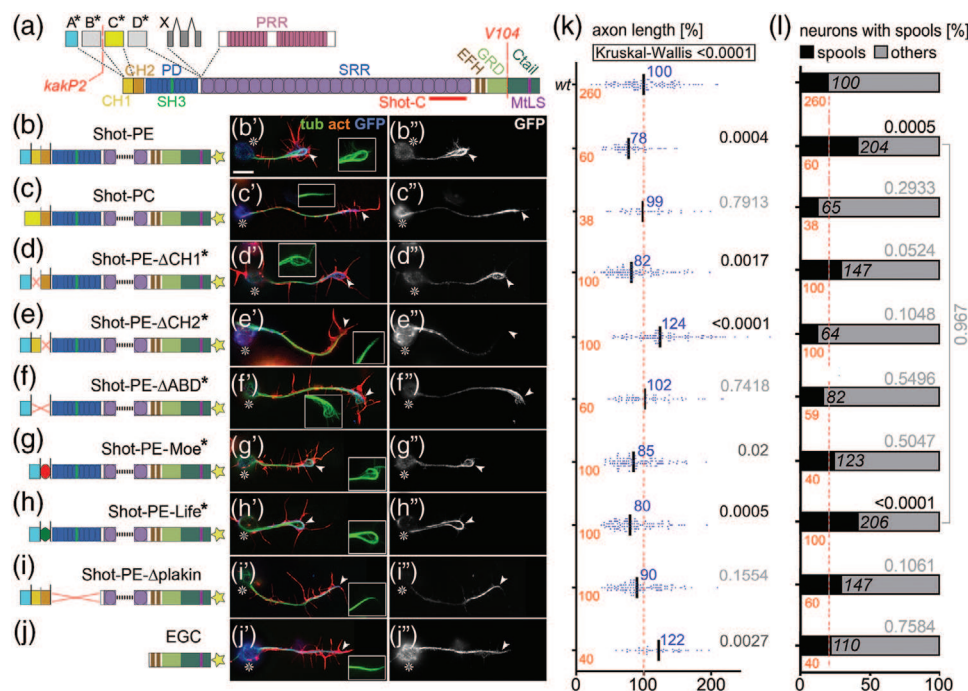 (a)
A* B* C* D* X PRR
V104
CH2 PD SRR EFH GRD Ctail
kakP2
CH1 SH3 Shot-C MtLS
(b) Shot-PE (b') tub act GFP (b") GFP
(c) Shot-PC (c') (c")
(d) Shot-PE-ΔCH1* (d') (d")
(e) Shot-PE-ΔCH2* (e') (e")
(f) Shot-PE-ΔABD* (f') (f")
(g) Shot-PE-Moe* (g') (g")
(h) Shot-PE-Life* (h') (h")
(i) Shot-PE-Δplakin (i') (i")
(j) EGC (j') (j")
(k) axon length [%]
Kruskal-Wallis <0.0001
wt 260 100
60 78 0.0004
38 99 0.7913
100 82 0.0017
100 124 <0.0001
60 102 0.7418
40 85 0.02
100 80 0.0005
100 90 0.1554
40 122 0.0027
0 100 200
(l) neurons with spools [%]
spools others
260 100
0.0005
60 204
0.2933
38 65
0.0524
100 147
0.1048
100 64
0.5496
59 82
0.5047
40 123
<0.0001
100 206
0.1061
60 147
0.7584
40 110
0.967
0 50 100